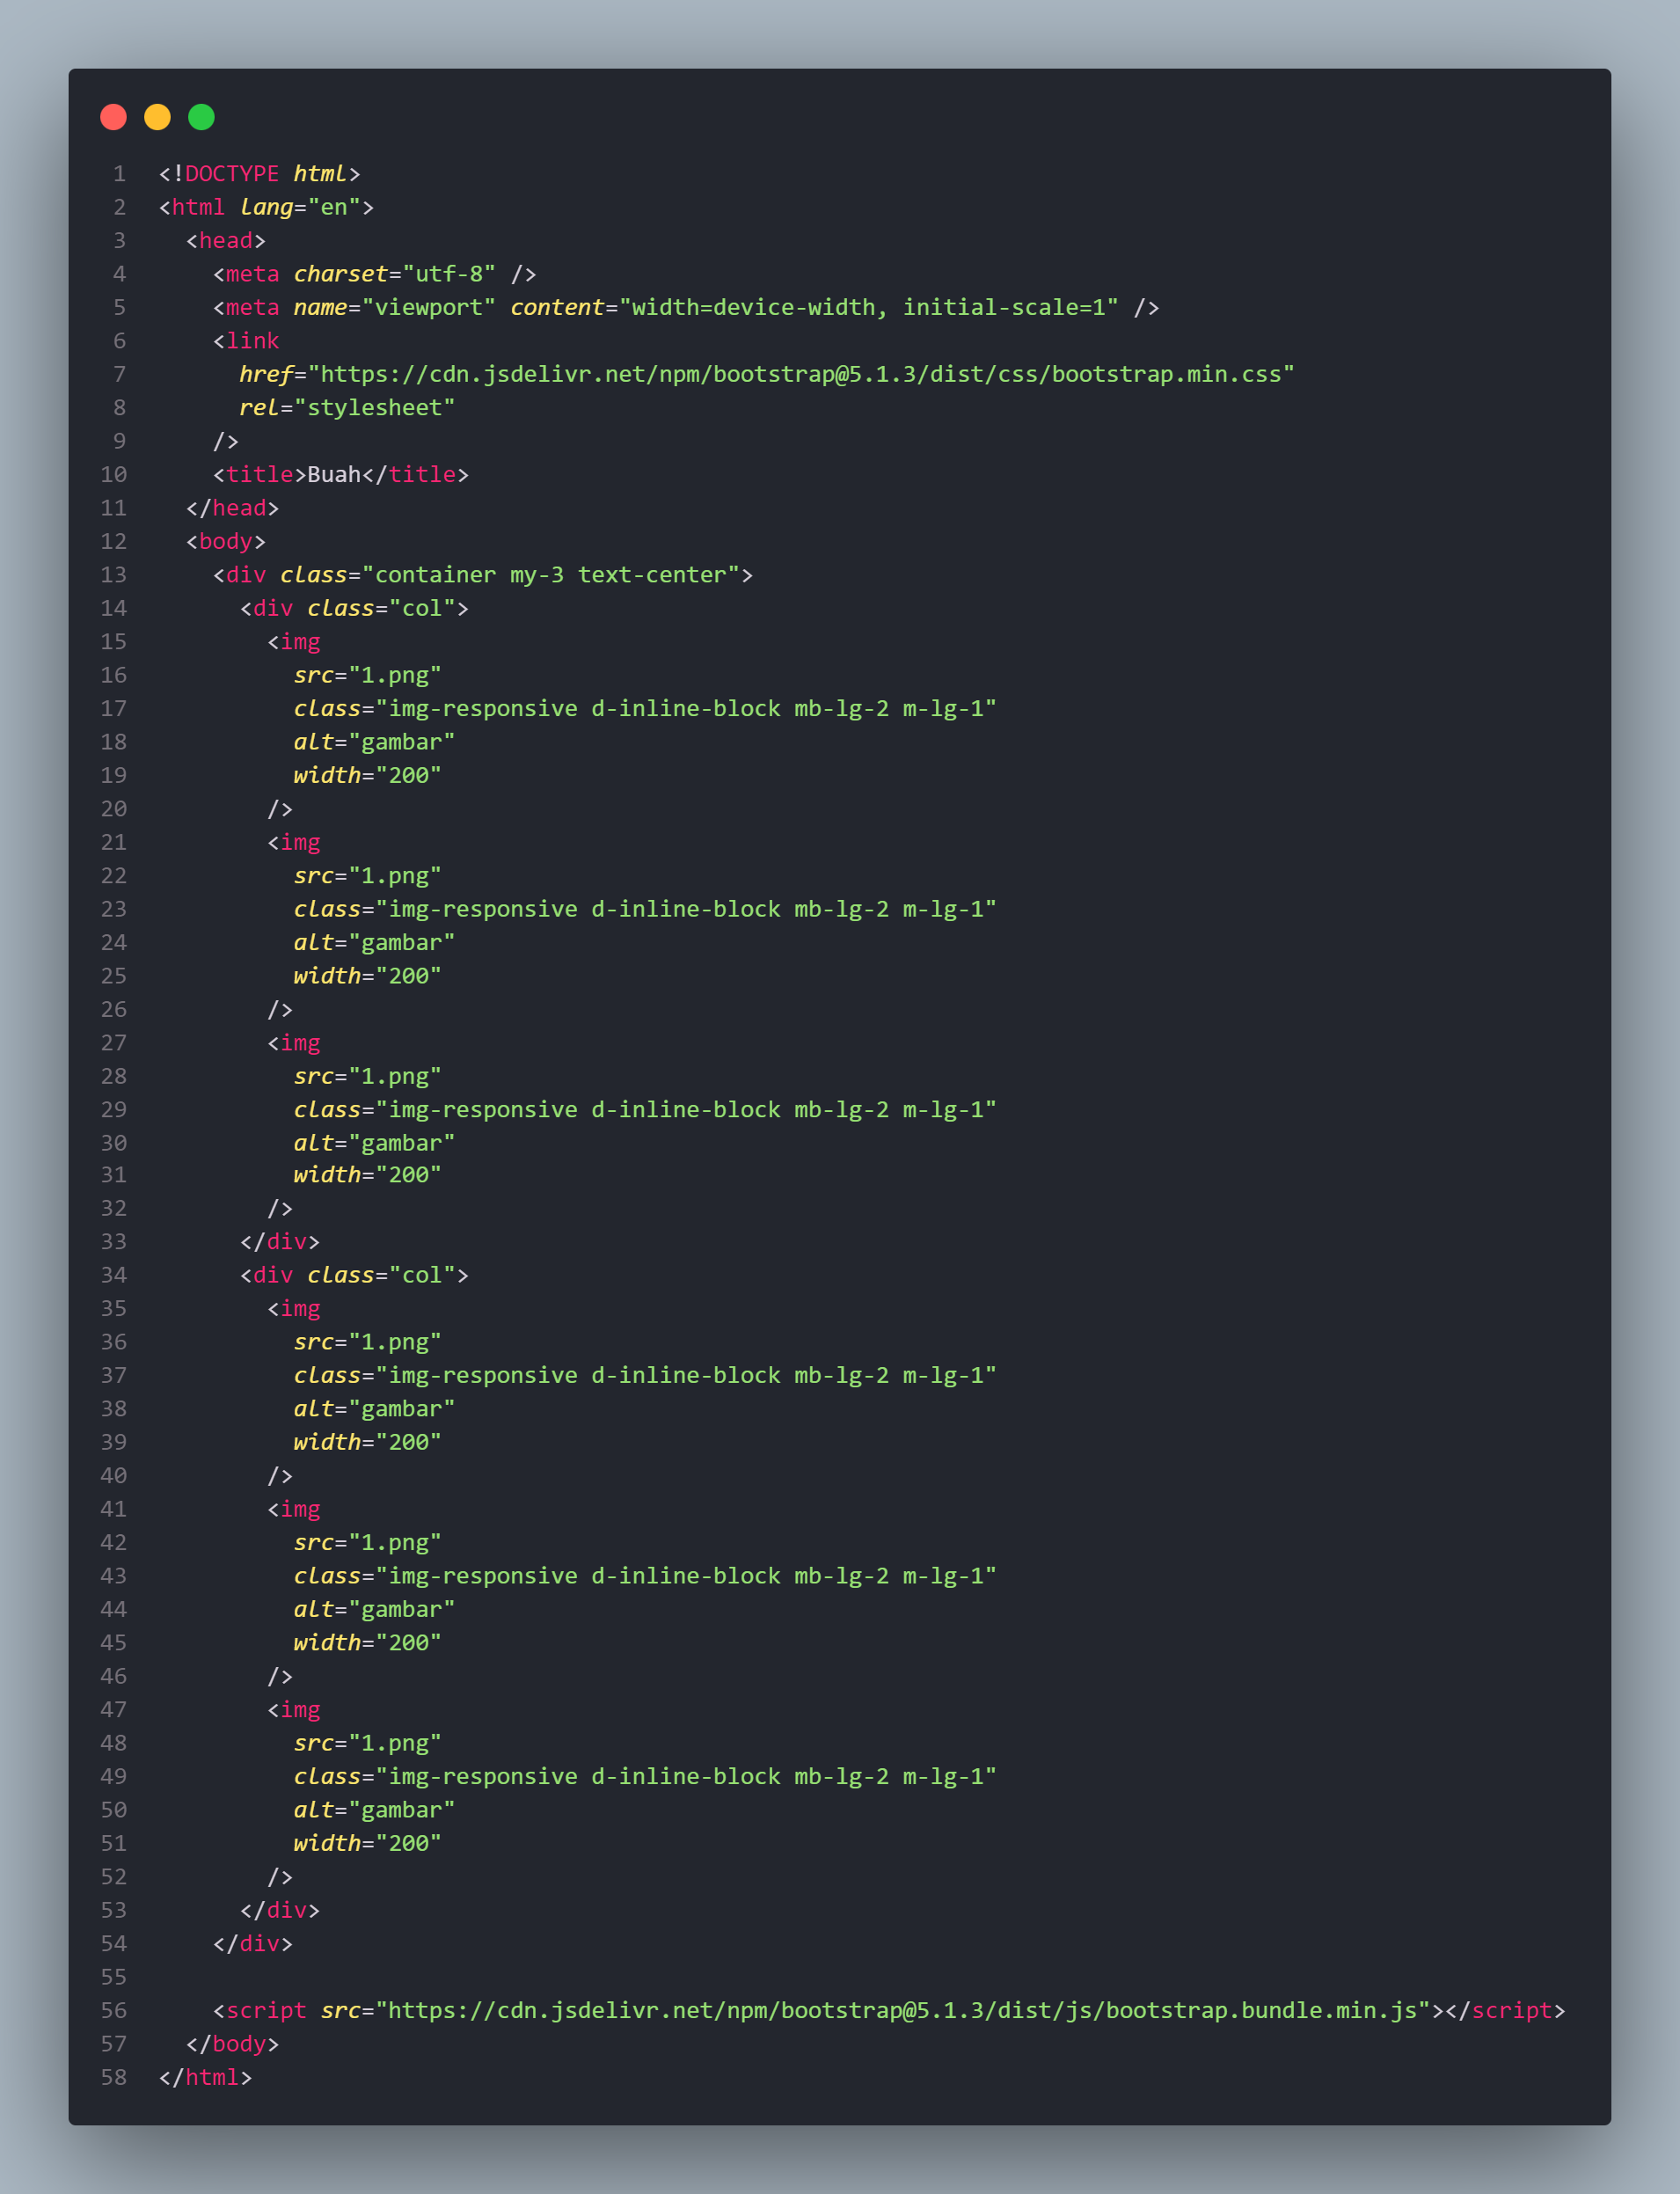 1 <!DOCTYPE html>
2 <html lang="en">
3   <head>
4     <meta charset="utf-8" />
5     <meta name="viewport" content="width=device-width, initial-scale=1" />
6     <link
7       href="https://cdn.jsdelivr.net/npm/bootstrap@5.1.3/dist/css/bootstrap.min.css"
8       rel="stylesheet"
9     />
10     <title>Buah</title>
11   </head>
12   <body>
13     <div class="container my-3 text-center">
14       <div class="col">
15         <img
16           src="1.png"
17           class="img-responsive d-inline-block mb-lg-2 m-lg-1"
18           alt="gambar"
19           width="200"
20         />
21         <img
22           src="1.png"
23           class="img-responsive d-inline-block mb-lg-2 m-lg-1"
24           alt="gambar"
25           width="200"
26         />
27         <img
28           src="1.png"
29           class="img-responsive d-inline-block mb-lg-2 m-lg-1"
30           alt="gambar"
31           width="200"
32         />
33       </div>
34       <div class="col">
35         <img
36           src="1.png"
37           class="img-responsive d-inline-block mb-lg-2 m-lg-1"
38           alt="gambar"
39           width="200"
40         />
41         <img
42           src="1.png"
43           class="img-responsive d-inline-block mb-lg-2 m-lg-1"
44           alt="gambar"
45           width="200"
46         />
47         <img
48           src="1.png"
49           class="img-responsive d-inline-block mb-lg-2 m-lg-1"
50           alt="gambar"
51           width="200"
52         />
53       </div>
54     </div>
55
56     <script src="https://cdn.jsdelivr.net/npm/bootstrap@5.1.3/dist/js/bootstrap.bundle.min.js"></script>
57   </body>
58 </html>